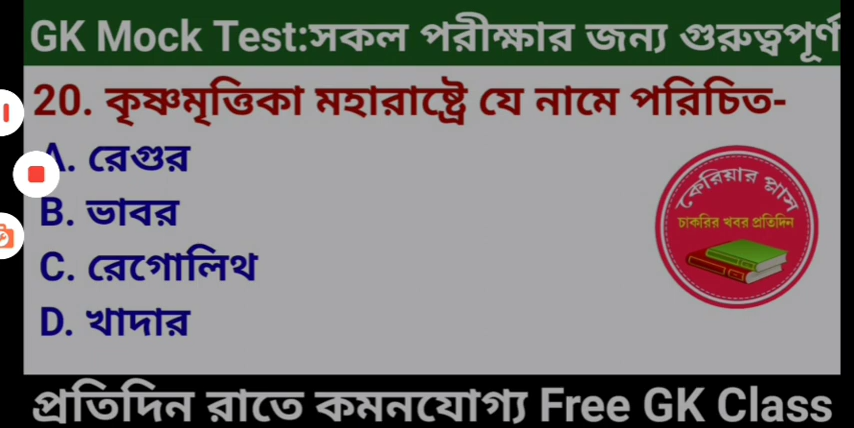 GK Mock Test:সকল পরীক্ষার জন্য গুরুত্বপূর্ণ
20. কৃষ্ণমৃত্তিকা মহারাষ্ট্রে যে নামে পরিচিত-
A. রেগুর
B. ভাবর
C. রেগোলিথ
D. খাদার
কেরিয়ার প্লাস
চাকরির খবর প্রতিদিন
প্রতিদিন রাতে কমনযোগ্য Free GK Class